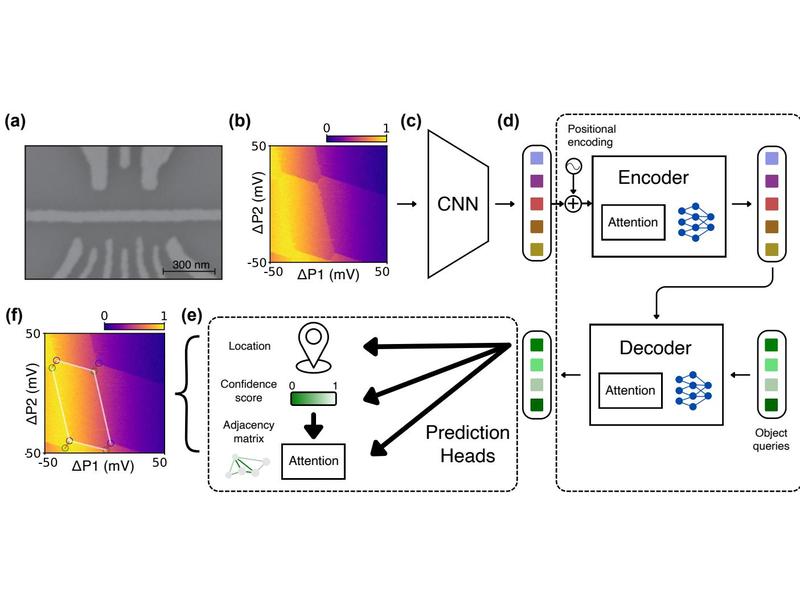 (a)
300 nm
(b)
0 1
50
ΔP2 (mV)
-50
-50 50
ΔP1 (mV)
(c)
CNN
(d)
Positional
encoding
Encoder
Attention
Decoder
Attention
Object
queries
(e)
Location
Confidence
score
0 1
Adjacency
matrix
Attention
Prediction
Heads
(f)
0 1
50
ΔP2 (mV)
-50
-50 50
ΔP1 (mV)